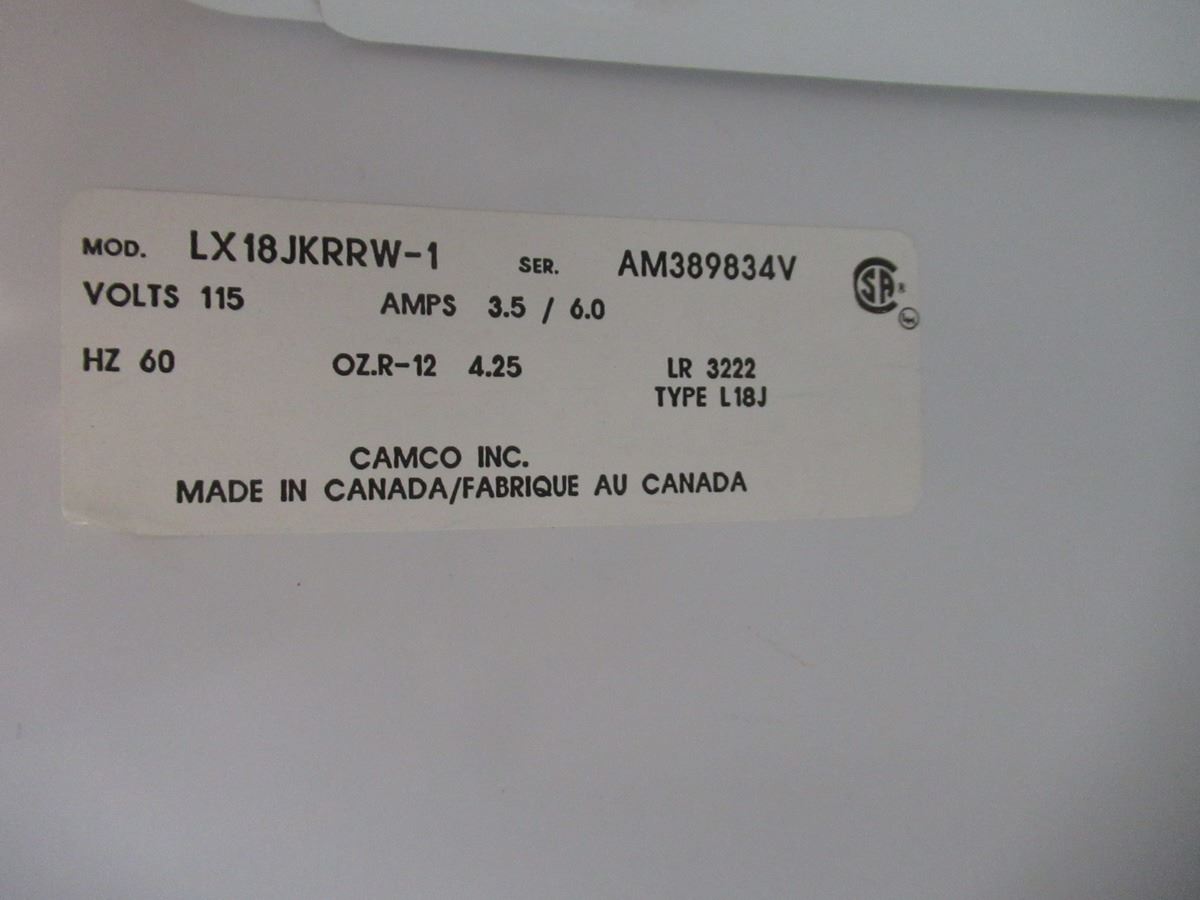 MOD. LX18JKRRW-1 SER. AM389834V
VOLTS 115 AMPS 3.5 / 6.0
HZ 60 OZ.R-12 4.25 LR 3222
TYPE L18J
CAMCO INC.
MADE IN CANADA/FABRIQUE AU CANADA
SA ®